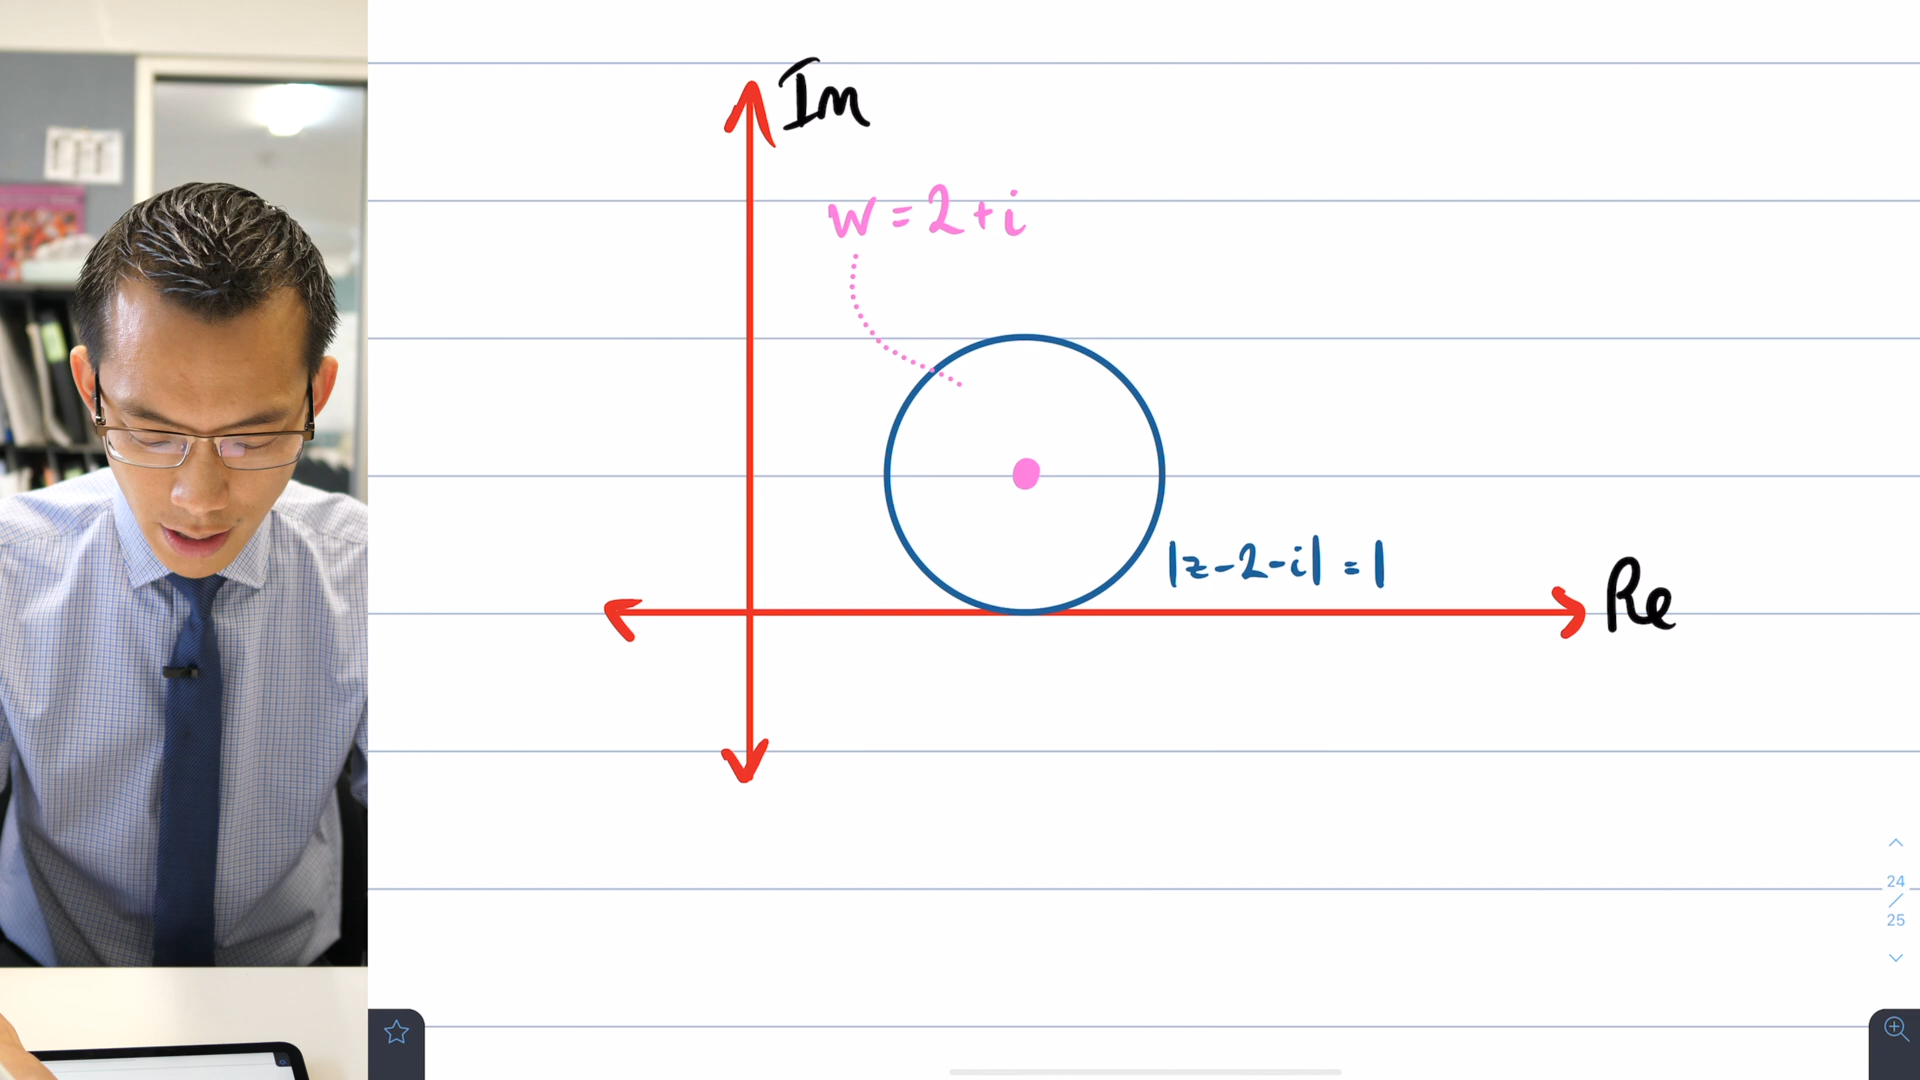 Im
w = 2 + i
|z - 2 - i| = 1
Re
24
/
25